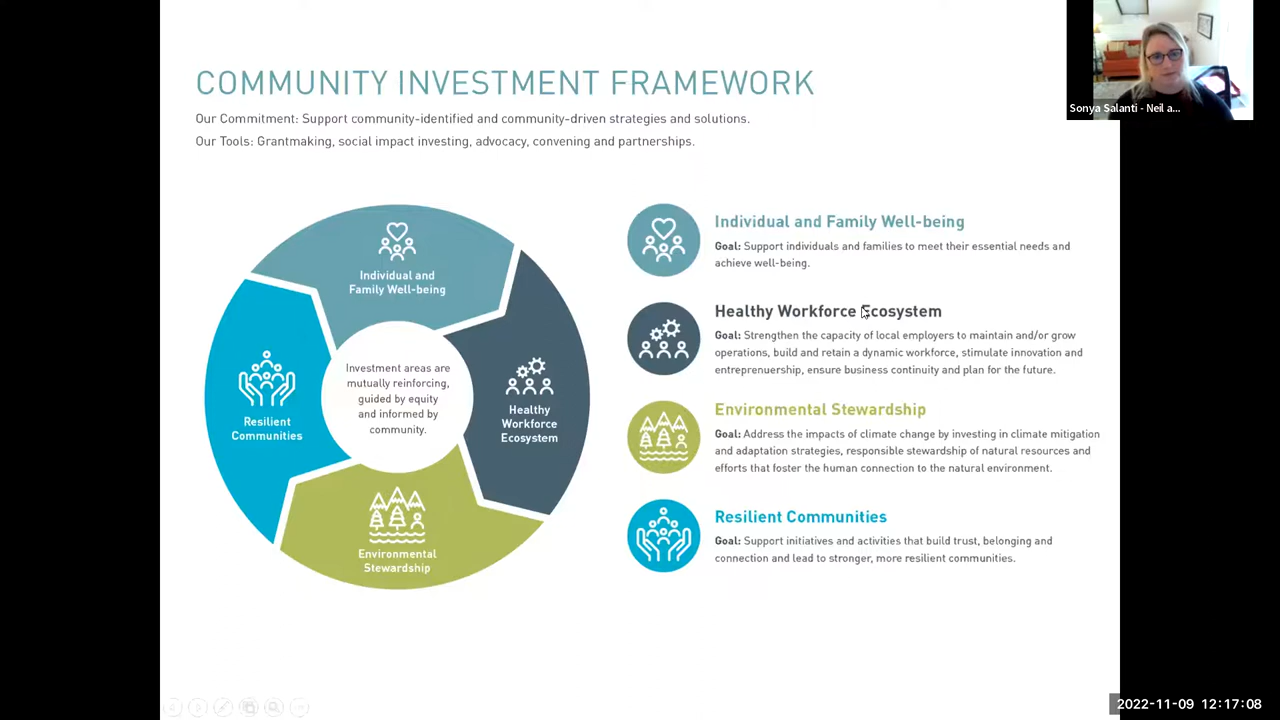 COMMUNITY INVESTMENT FRAMEWORK
Our Commitment: Support community-identified and community-driven strategies and solutions.
Our Tools: Grantmaking, social impact investing, advocacy, convening and partnerships.
Sonya Salanti - Neil a...
Individual and
Family Well-being
Healthy
Workforce
Ecosystem
Environmental
Stewardship
Resilient
Communities
Investment areas are
mutually reinforcing,
guided by equity
and informed by
community.
Individual and Family Well-being
Goal: Support individuals and families to meet their essential needs and
achieve well-being.
Healthy Workforce Ecosystem
Goal: Strengthen the capacity of local employers to maintain and/or grow
operations, build and retain a dynamic workforce, stimulate innovation and
entreprenuership, ensure business continuity and plan for the future.
Environmental Stewardship
Goal: Address the impacts of climate change by investing in climate mitigation
and adaptation strategies, responsible stewardship of natural resources and
efforts that foster the human connection to the natural environment.
Resilient Communities
Goal: Support initiatives and activities that build trust, belonging and
connection and lead to stronger, more resilient communities.
2022-11-09 12:17:08